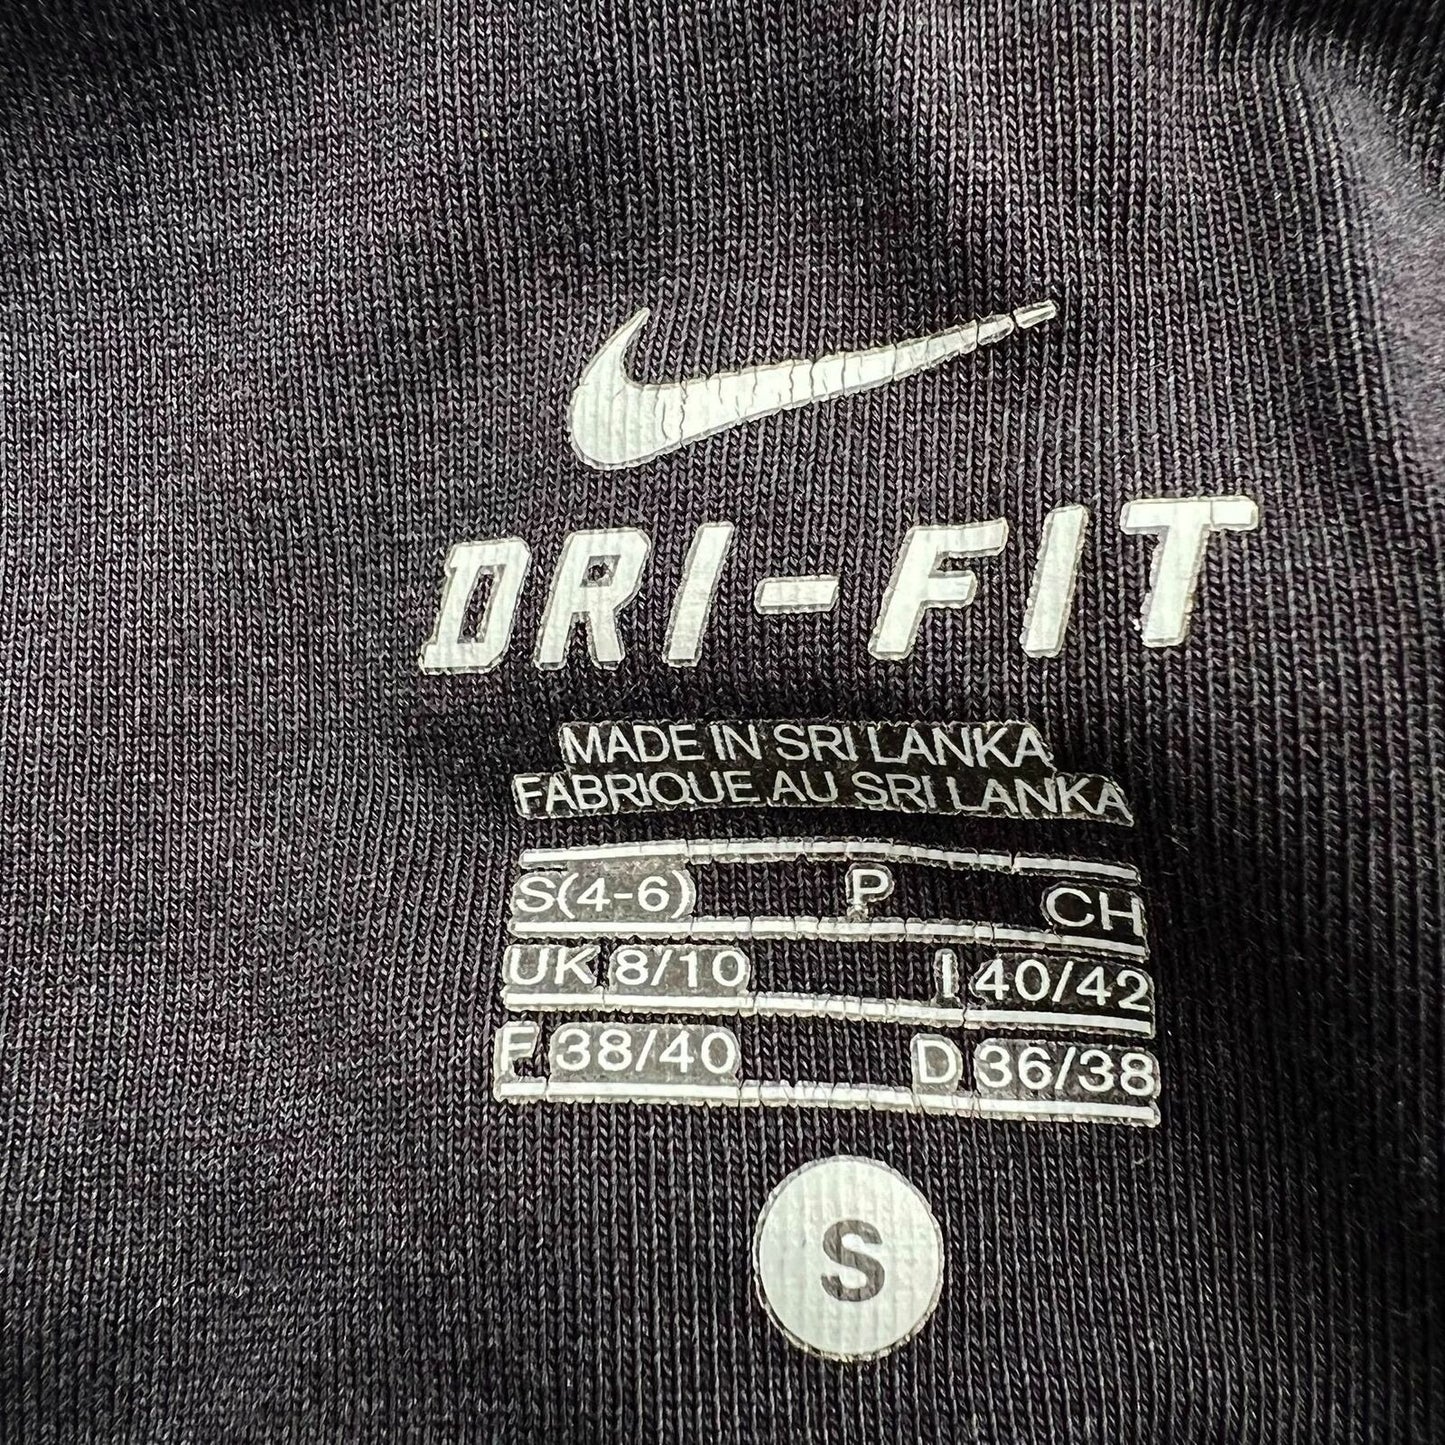 DRI-FIT
MADE IN SRI LANKA
FABRIQUE AU SRI LANKA
S(4-6) P CH
UK 8/10 I 40/42
F 38/40 D 36/38
S